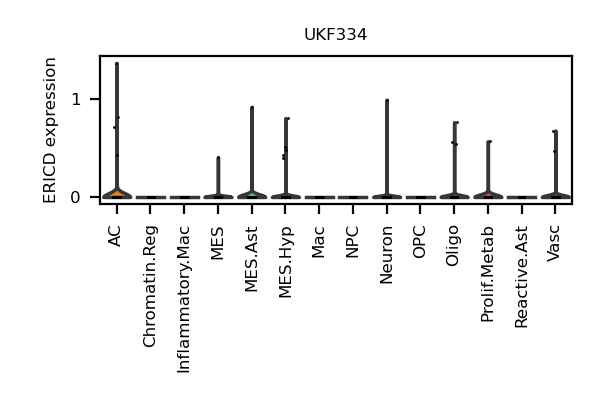 UKF334
ERICD expression
1
0
AC
Chromatin.Reg
Inflammatory.Mac
MES
MES.Ast
MES.Hyp
Mac
NPC
Neuron
OPC
Oligo
Prolif.Metab
Reactive.Ast
Vasc